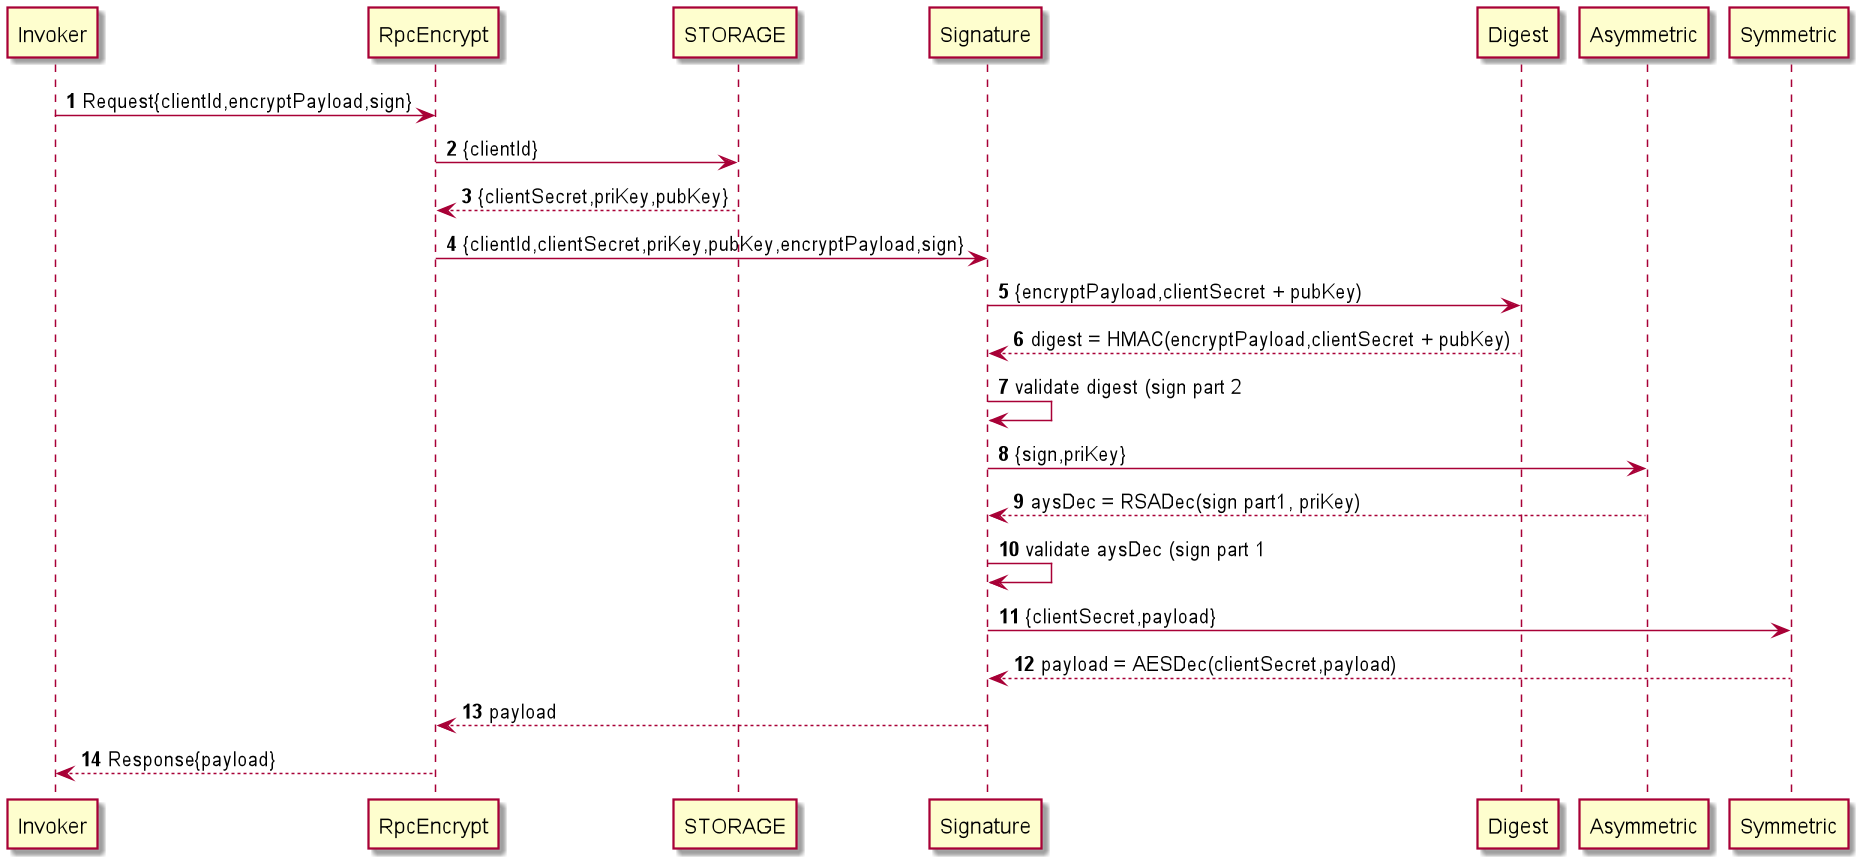 Invoker RpcEncrypt STORAGE Signature Digest Asymmetric Symmetric
1 Request{clientId,encryptPayload,sign}
2 {clientId}
3 {clientSecret,priKey,pubKey}
4 {clientId,clientSecret,priKey,pubKey,encryptPayload,sign}
5 {encryptPayload,clientSecret + pubKey)
6 digest = HMAC(encryptPayload,clientSecret + pubKey)
7 validate digest (sign part 2
8 {sign,priKey}
9 aysDec = RSADec(sign part1, priKey)
10 validate aysDec (sign part 1
11 {clientSecret,payload}
12 payload = AESDec(clientSecret,payload)
13 payload
14 Response{payload}
Invoker RpcEncrypt STORAGE Signature Digest Asymmetric Symmetric